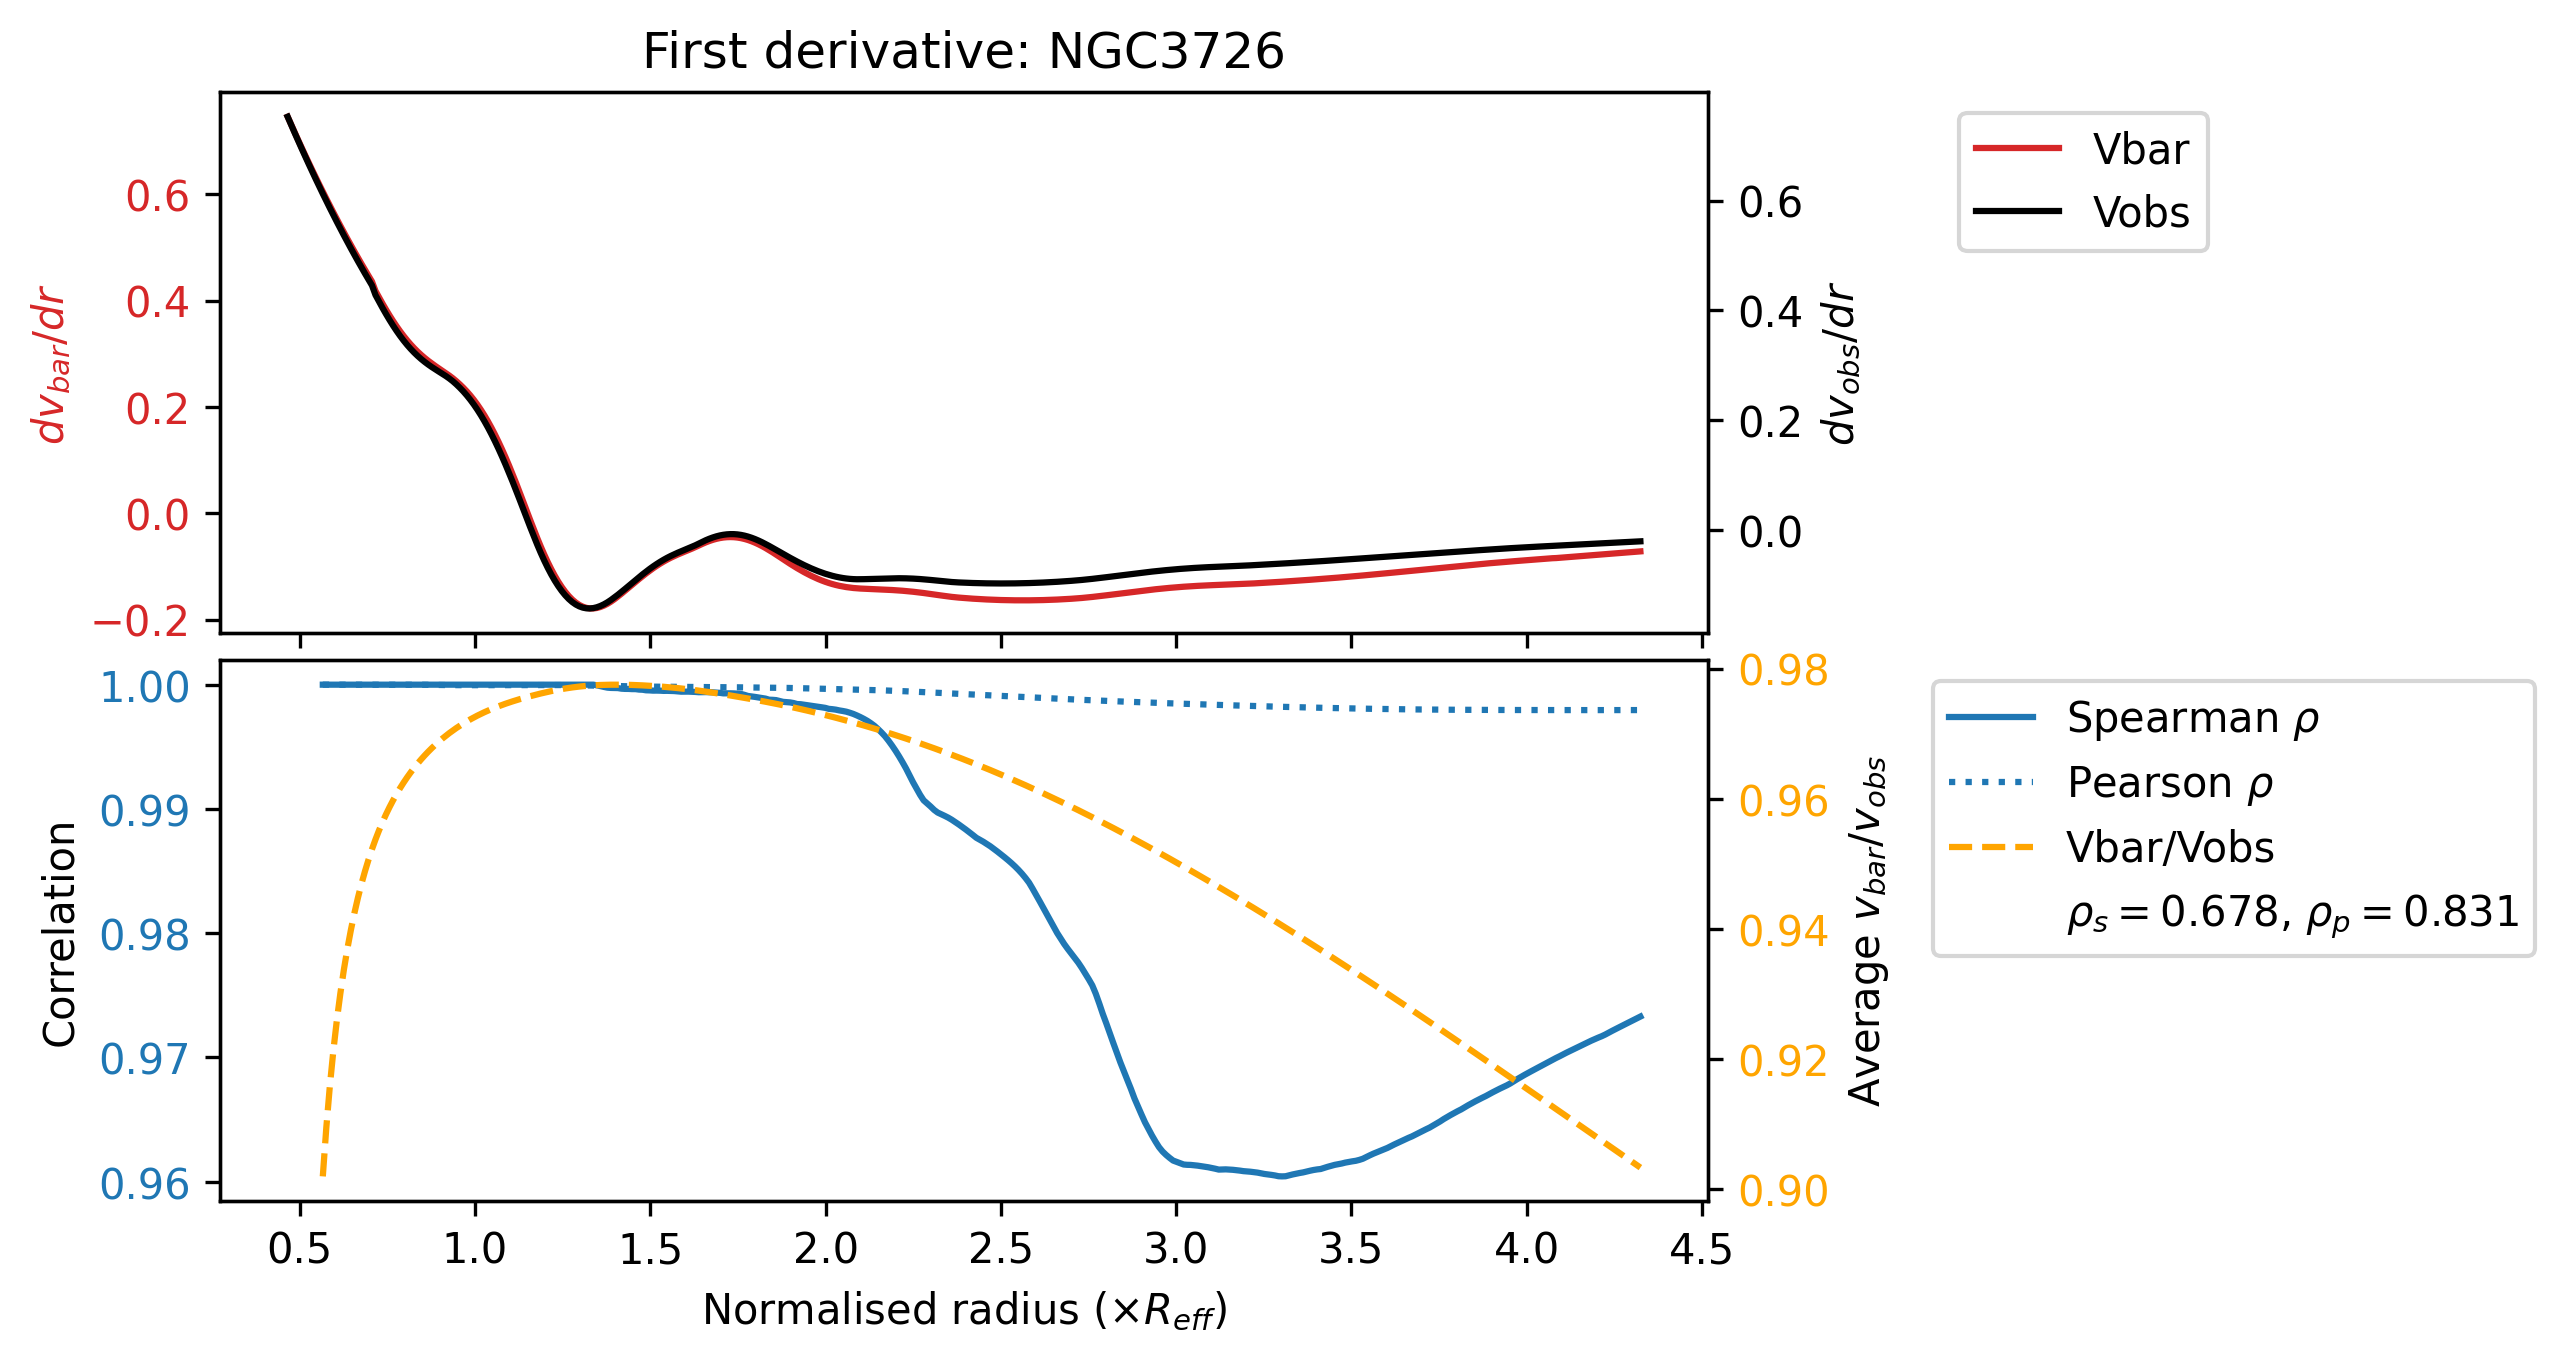 First derivative: NGC3726
dv_bar/dr
0.6
0.4
0.2
0.0
−0.2
0.6
0.4
0.2
0.0
dv_obs/dr
Vbar
Vobs
Correlation
1.00
0.99
0.98
0.97
0.96
0.98
0.96
0.94
0.92
0.90
Average v_bar/v_obs
Spearman ρ
Pearson ρ
Vbar/Vobs
ρ_s = 0.678, ρ_p = 0.831
0.5 1.0 1.5 2.0 2.5 3.0 3.5 4.0 4.5
Normalised radius (×R_eff)